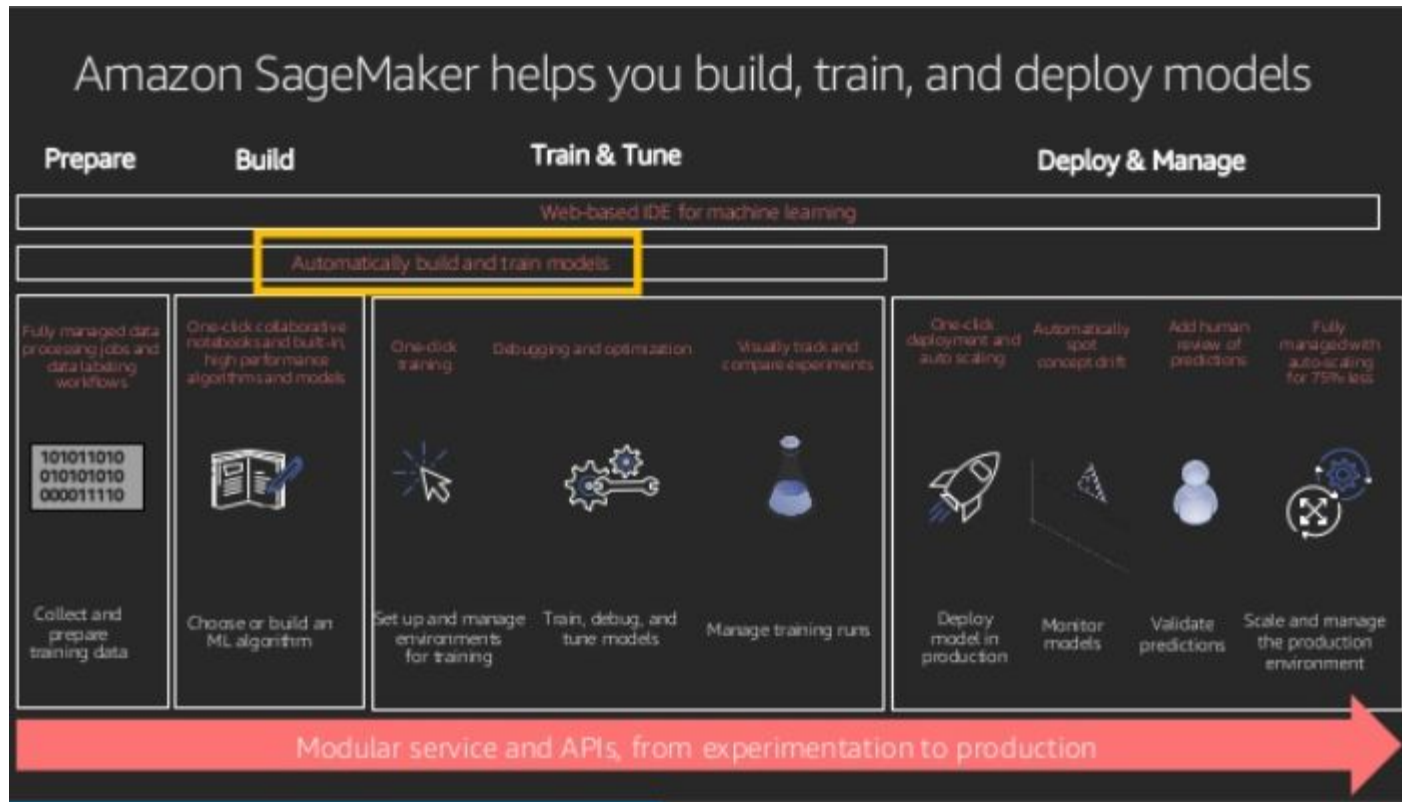 Amazon SageMaker helps you build, train, and deploy models
Prepare
Build
Train & Tune
Deploy & Manage
Web-based IDE for machine learning
Automatically build and train models
Fully managed data
processing jobs and
data labeling
workflows
One-click collaborative
notebooks and built-in,
high performance
algorithms and models
One-click
training
Debugging and optimization
Visually track and
compare experiments
One-click
deployment and
auto scaling
Automatically
spot
concept drift
Add human
review of
predictions
Fully
managed with
auto-scaling
for 75% less
101011010
010101010
000011110
Collect and
prepare
training data
Choose or build an
ML algorithm
Set up and manage
environments
for training
Train, debug, and
tune models
Manage training runs
Deploy
model in
production
Monitor
models
Validate
predictions
Scale and manage
the production
environment
Modular service and APIs, from experimentation to production